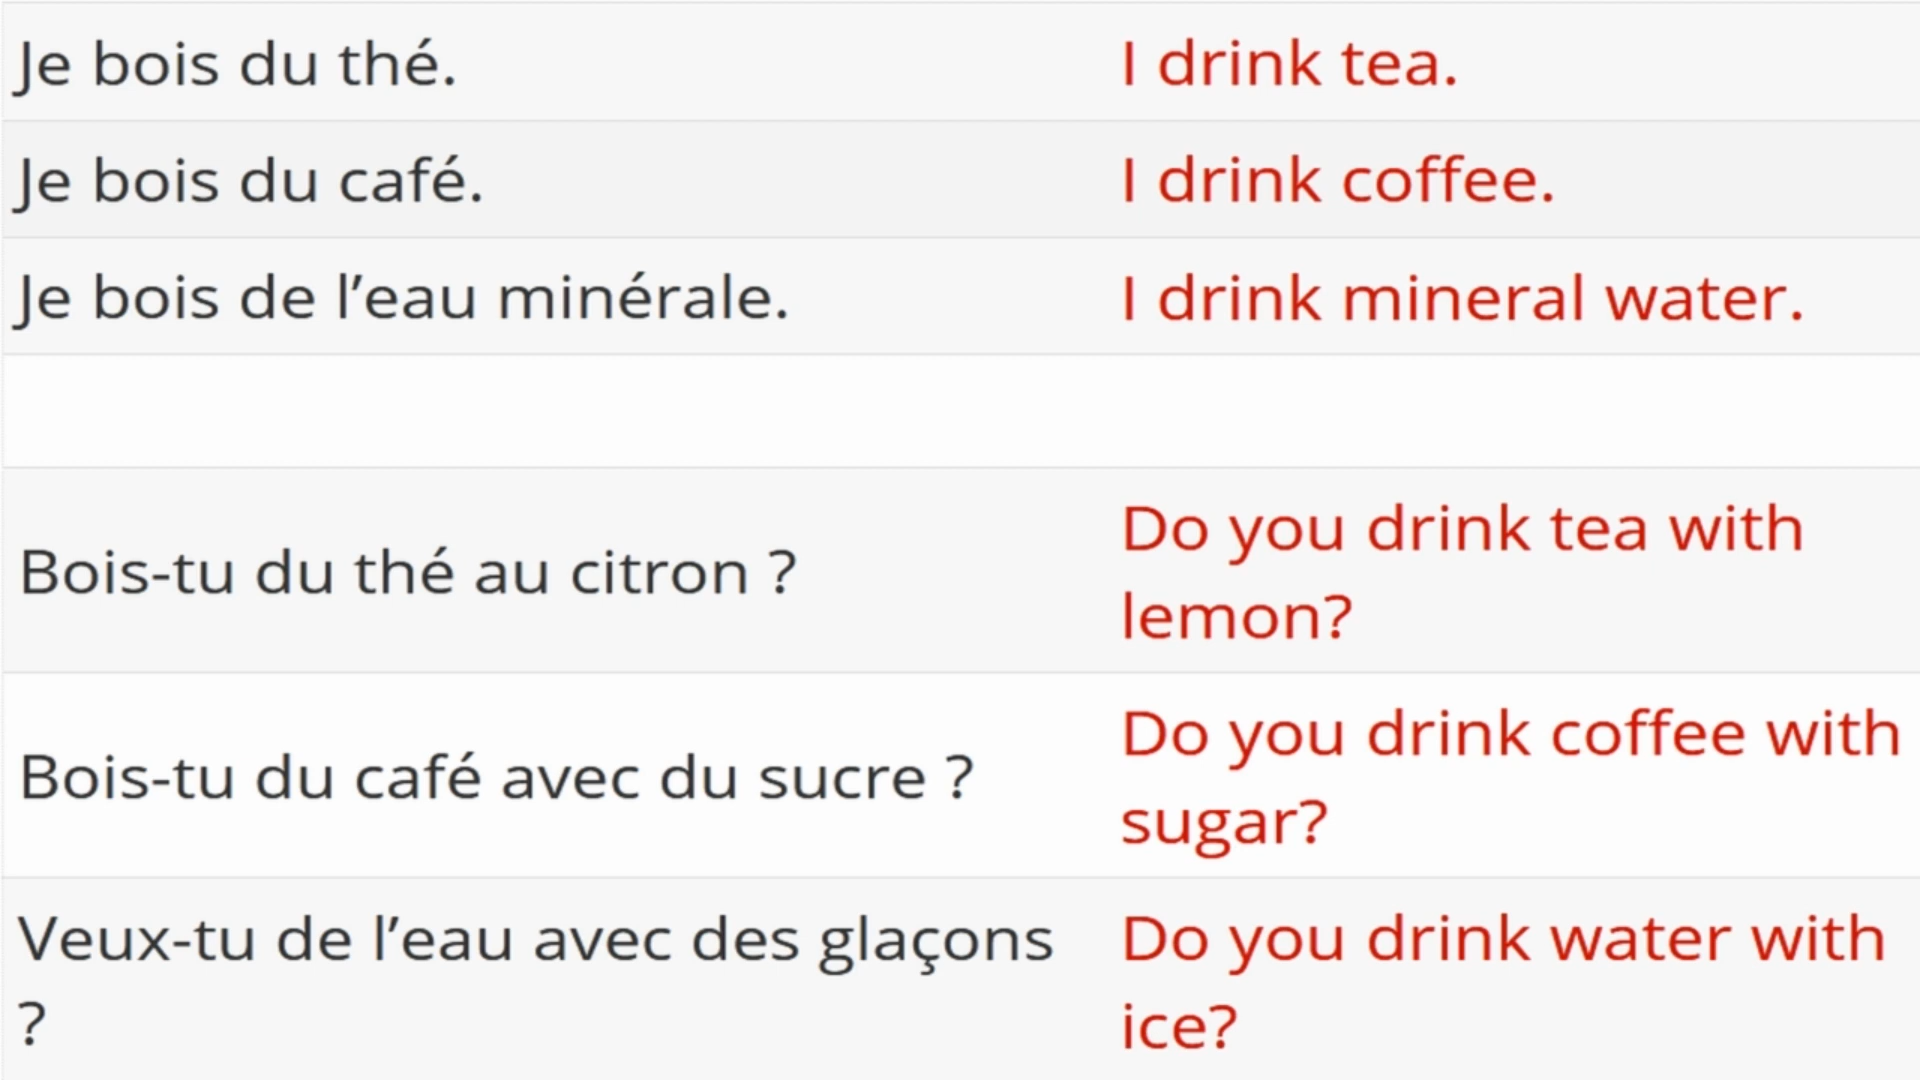 Je bois du thé. I drink tea.
Je bois du café. I drink coffee.
Je bois de l’eau minérale. I drink mineral water.
Bois-tu du thé au citron ?
Do you drink tea with
lemon?
Bois-tu du café avec du sucre ?
Do you drink coffee with
sugar?
Veux-tu de l’eau avec des glaçons
?
Do you drink water with
ice?